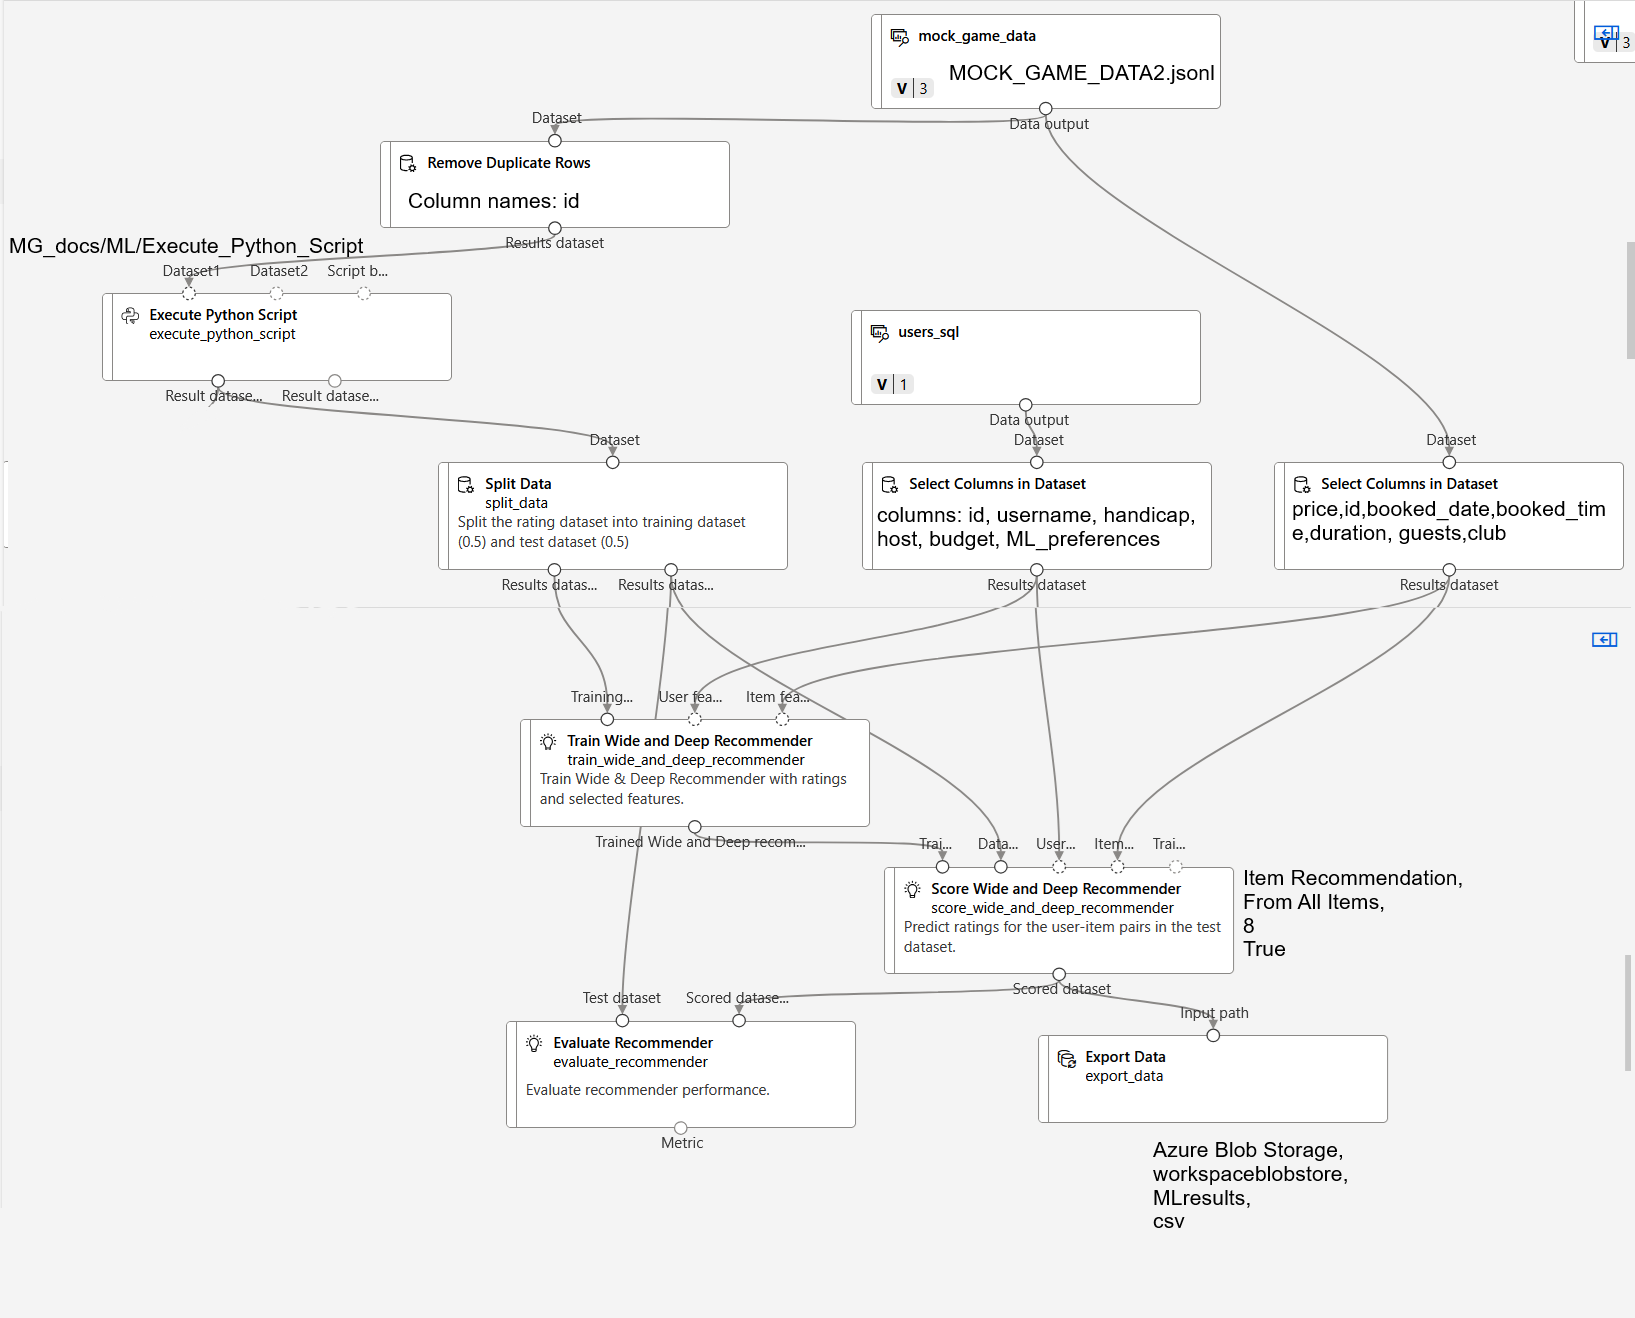 mock_game_data
MOCK_GAME_DATA2.jsonl
V 3
V 3
Data output
Dataset
Remove Duplicate Rows
Column names: id
Results dataset
MG_docs/ML/Execute_Python_Script
Dataset1 Dataset2 Script b...
Execute Python Script
execute_python_script
Result datase... Result datase...
users_sql
V 1
Data output
Dataset
Split Data
split_data
Split the rating dataset into training dataset
(0.5) and test dataset (0.5)
Results datas... Results datas...
Dataset
Select Columns in Dataset
columns: id, username, handicap,
host, budget, ML_preferences
Results dataset
Dataset
Select Columns in Dataset
price,id,booked_date,booked_tim
e,duration, guests,club
Results dataset
Training... User fea... Item fea...
Train Wide and Deep Recommender
train_wide_and_deep_recommender
Train Wide & Deep Recommender with ratings
and selected features.
Trained Wide and Deep recom...
Trai... Data... User... Item... Trai...
Score Wide and Deep Recommender
score_wide_and_deep_recommender
Predict ratings for the user-item pairs in the test
dataset.
Item Recommendation,
From All Items,
8
True
Scored dataset
Test dataset Scored datase...
Evaluate Recommender
evaluate_recommender
Evaluate recommender performance.
Metric
Input path
Export Data
export_data
Azure Blob Storage,
workspaceblobstore,
MLresults,
csv